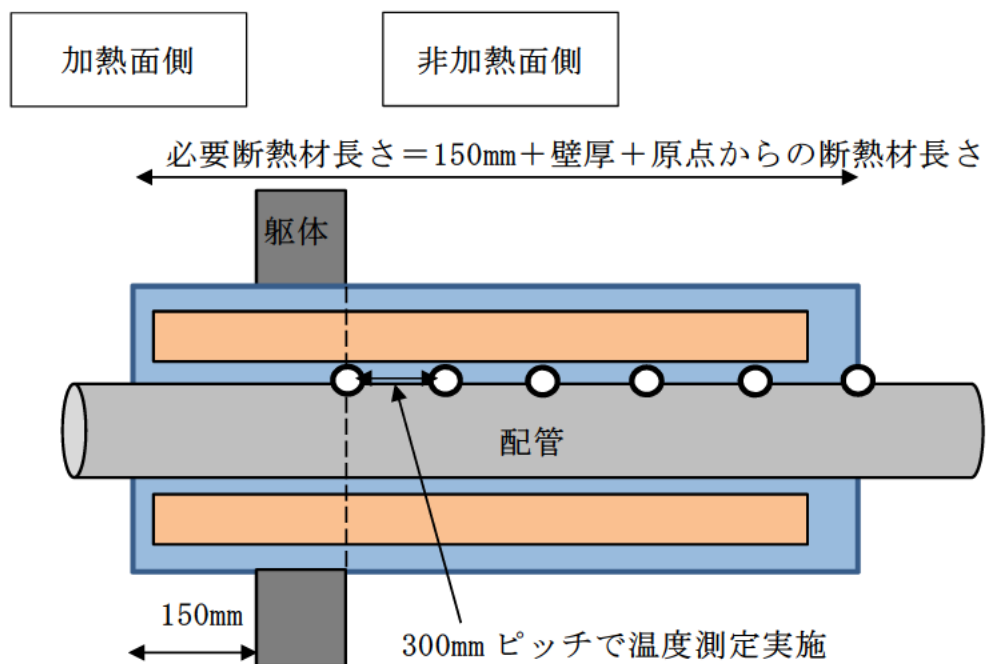 加熱面側
非加熱面側
必要断熱材長さ＝150mm＋壁厚＋原点からの断熱材長さ
躯体
配管
150mm
300mm ピッチで温度測定実施